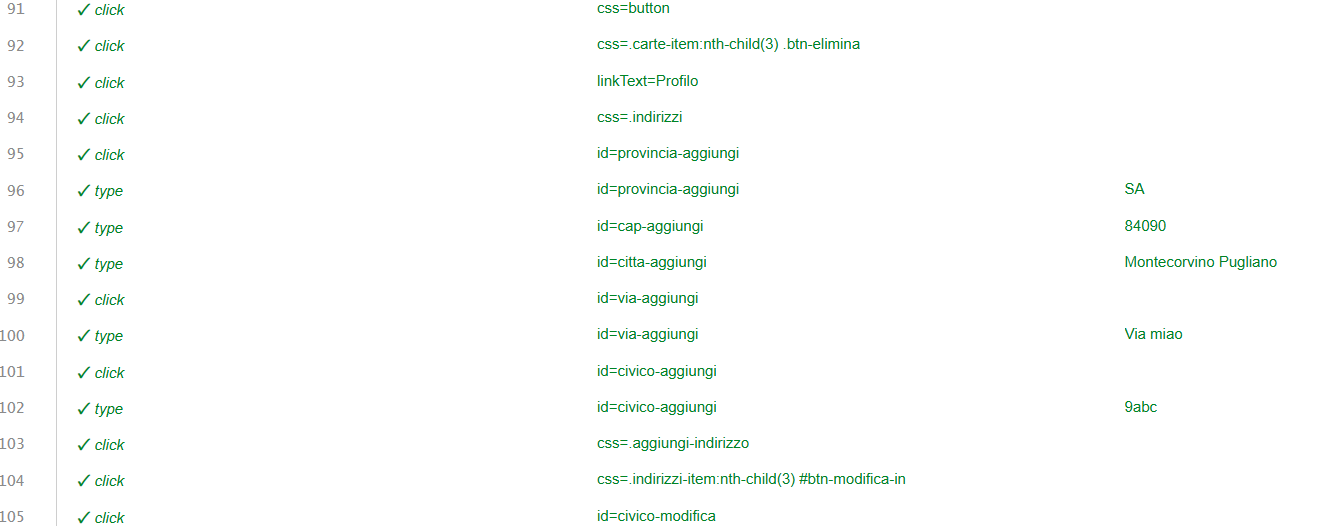 91 ✓ click css=button
92 ✓ click css=.carte-item:nth-child(3) .btn-elimina
93 ✓ click linkText=Profilo
94 ✓ click css=.indirizzi
95 ✓ click id=provincia-aggiungi
96 ✓ type id=provincia-aggiungi SA
97 ✓ type id=cap-aggiungi 84090
98 ✓ type id=citta-aggiungi Montecorvino Pugliano
99 ✓ click id=via-aggiungi
100 ✓ type id=via-aggiungi Via miao
101 ✓ click id=civico-aggiungi
102 ✓ type id=civico-aggiungi 9abc
103 ✓ click css=.aggiungi-indirizzo
104 ✓ click css=.indirizzi-item:nth-child(3) #btn-modifica-in
105 ✓ click id=civico-modifica